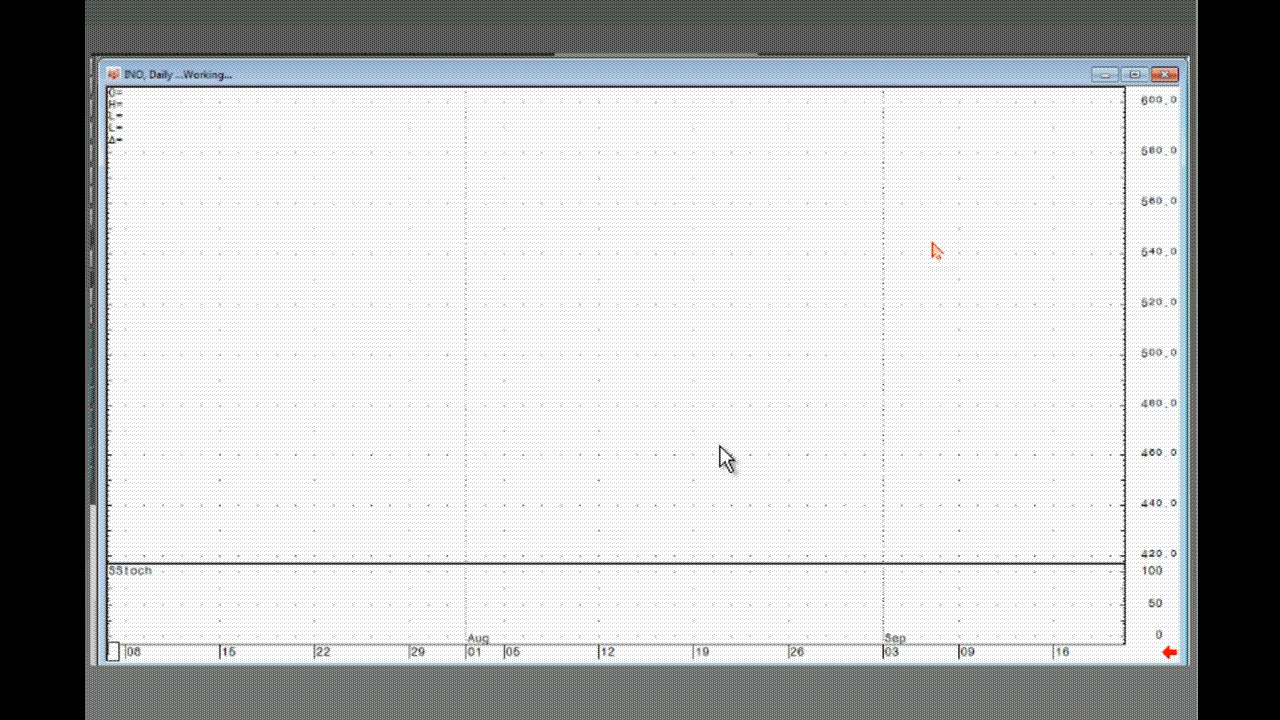 INO, Daily ...Working...
O=
H=
L=
L=
Δ=
600.0
580.0
560.0
540.0
520.0
500.0
480.0
460.0
440.0
420.0
SStoch
100
50
0
Aug
Sep
08 15 22 29 01 05 12 19 26 03 09 16